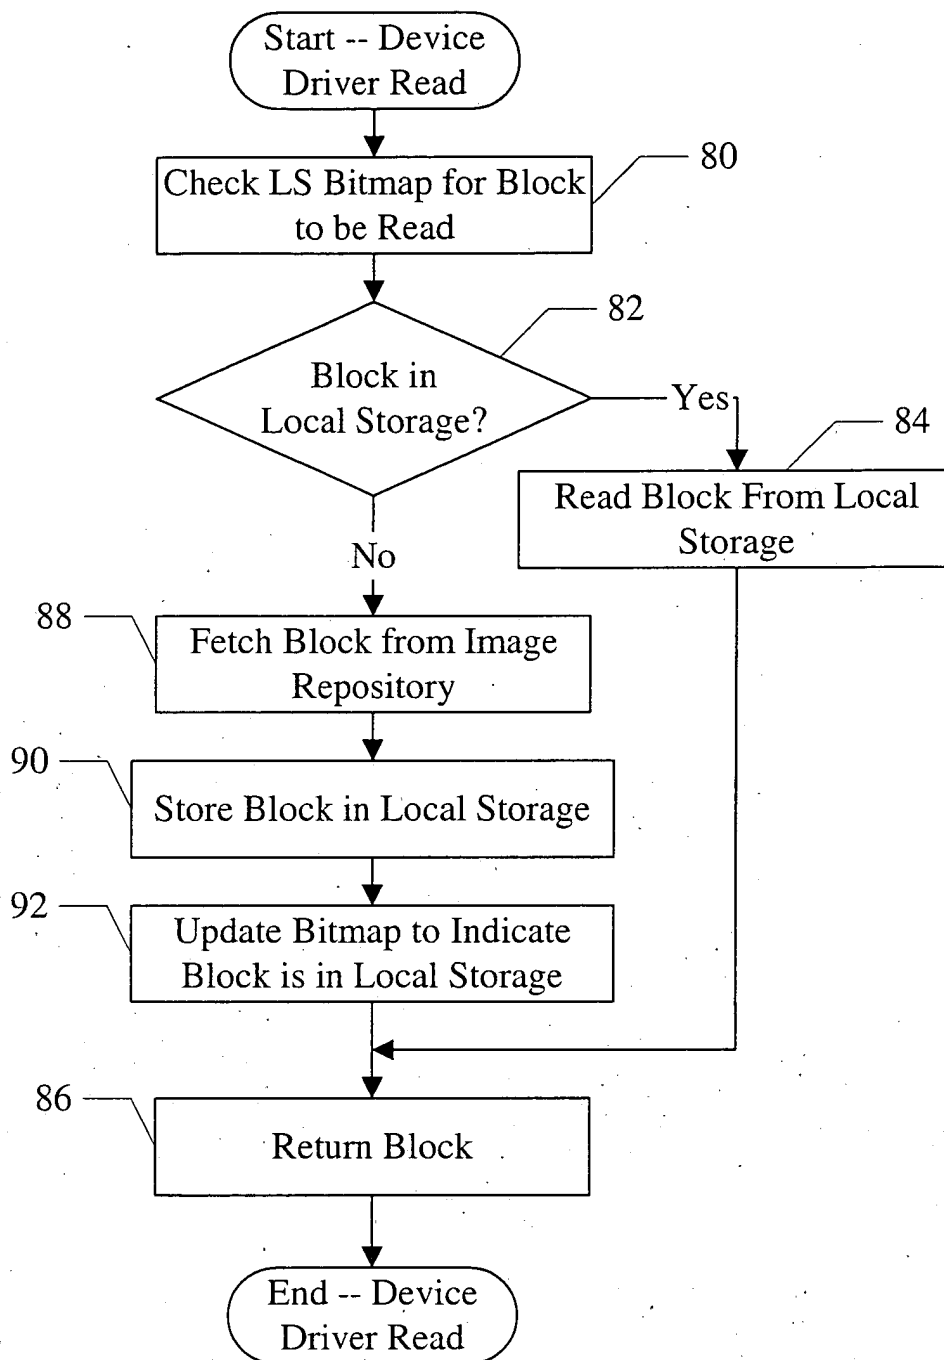 Start -- Device
Driver Read
80
Check LS Bitmap for Block
to be Read
82
Block in
Local Storage?
Yes
84
Read Block From Local
Storage
No
88
Fetch Block from Image
Repository
90
Store Block in Local Storage
92
Update Bitmap to Indicate
Block is in Local Storage
86
Return Block
End -- Device
Driver Read